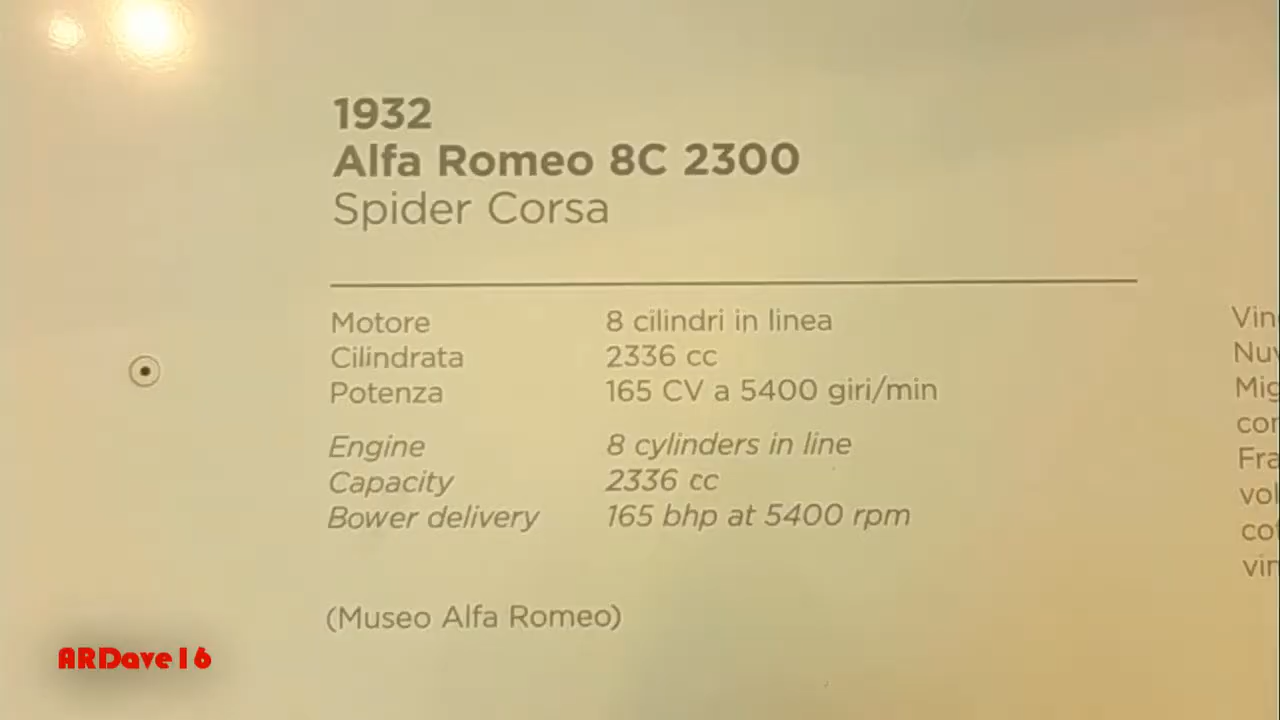 1932
Alfa Romeo 8C 2300
Spider Corsa
Motore 8 cilindri in linea
Cilindrata 2336 cc
Potenza 165 CV a 5400 giri/min
Engine 8 cylinders in line
Capacity 2336 cc
Bower delivery 165 bhp at 5400 rpm
(Museo Alfa Romeo)
ARDave16